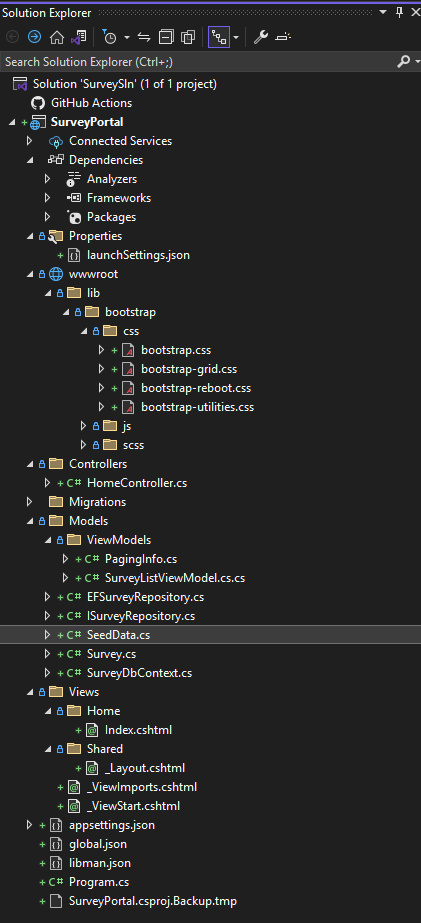 Solution Explorer
Search Solution Explorer (Ctrl+;)
Solution 'SurveySln' (1 of 1 project)
GitHub Actions
SurveyPortal
Connected Services
Dependencies
Analyzers
Frameworks
Packages
Properties
launchSettings.json
wwwroot
lib
bootstrap
css
bootstrap.css
bootstrap-grid.css
bootstrap-reboot.css
bootstrap-utilities.css
js
scss
Controllers
C# HomeController.cs
Migrations
Models
ViewModels
C# PagingInfo.cs
C# SurveyListViewModel.cs.cs
C# EFSurveyRepository.cs
C# ISurveyRepository.cs
C# SeedData.cs
C# Survey.cs
C# SurveyDbContext.cs
Views
Home
Index.cshtml
Shared
_Layout.cshtml
_ViewImports.cshtml
_ViewStart.cshtml
appsettings.json
global.json
libman.json
C# Program.cs
SurveyPortal.csproj.Backup.tmp